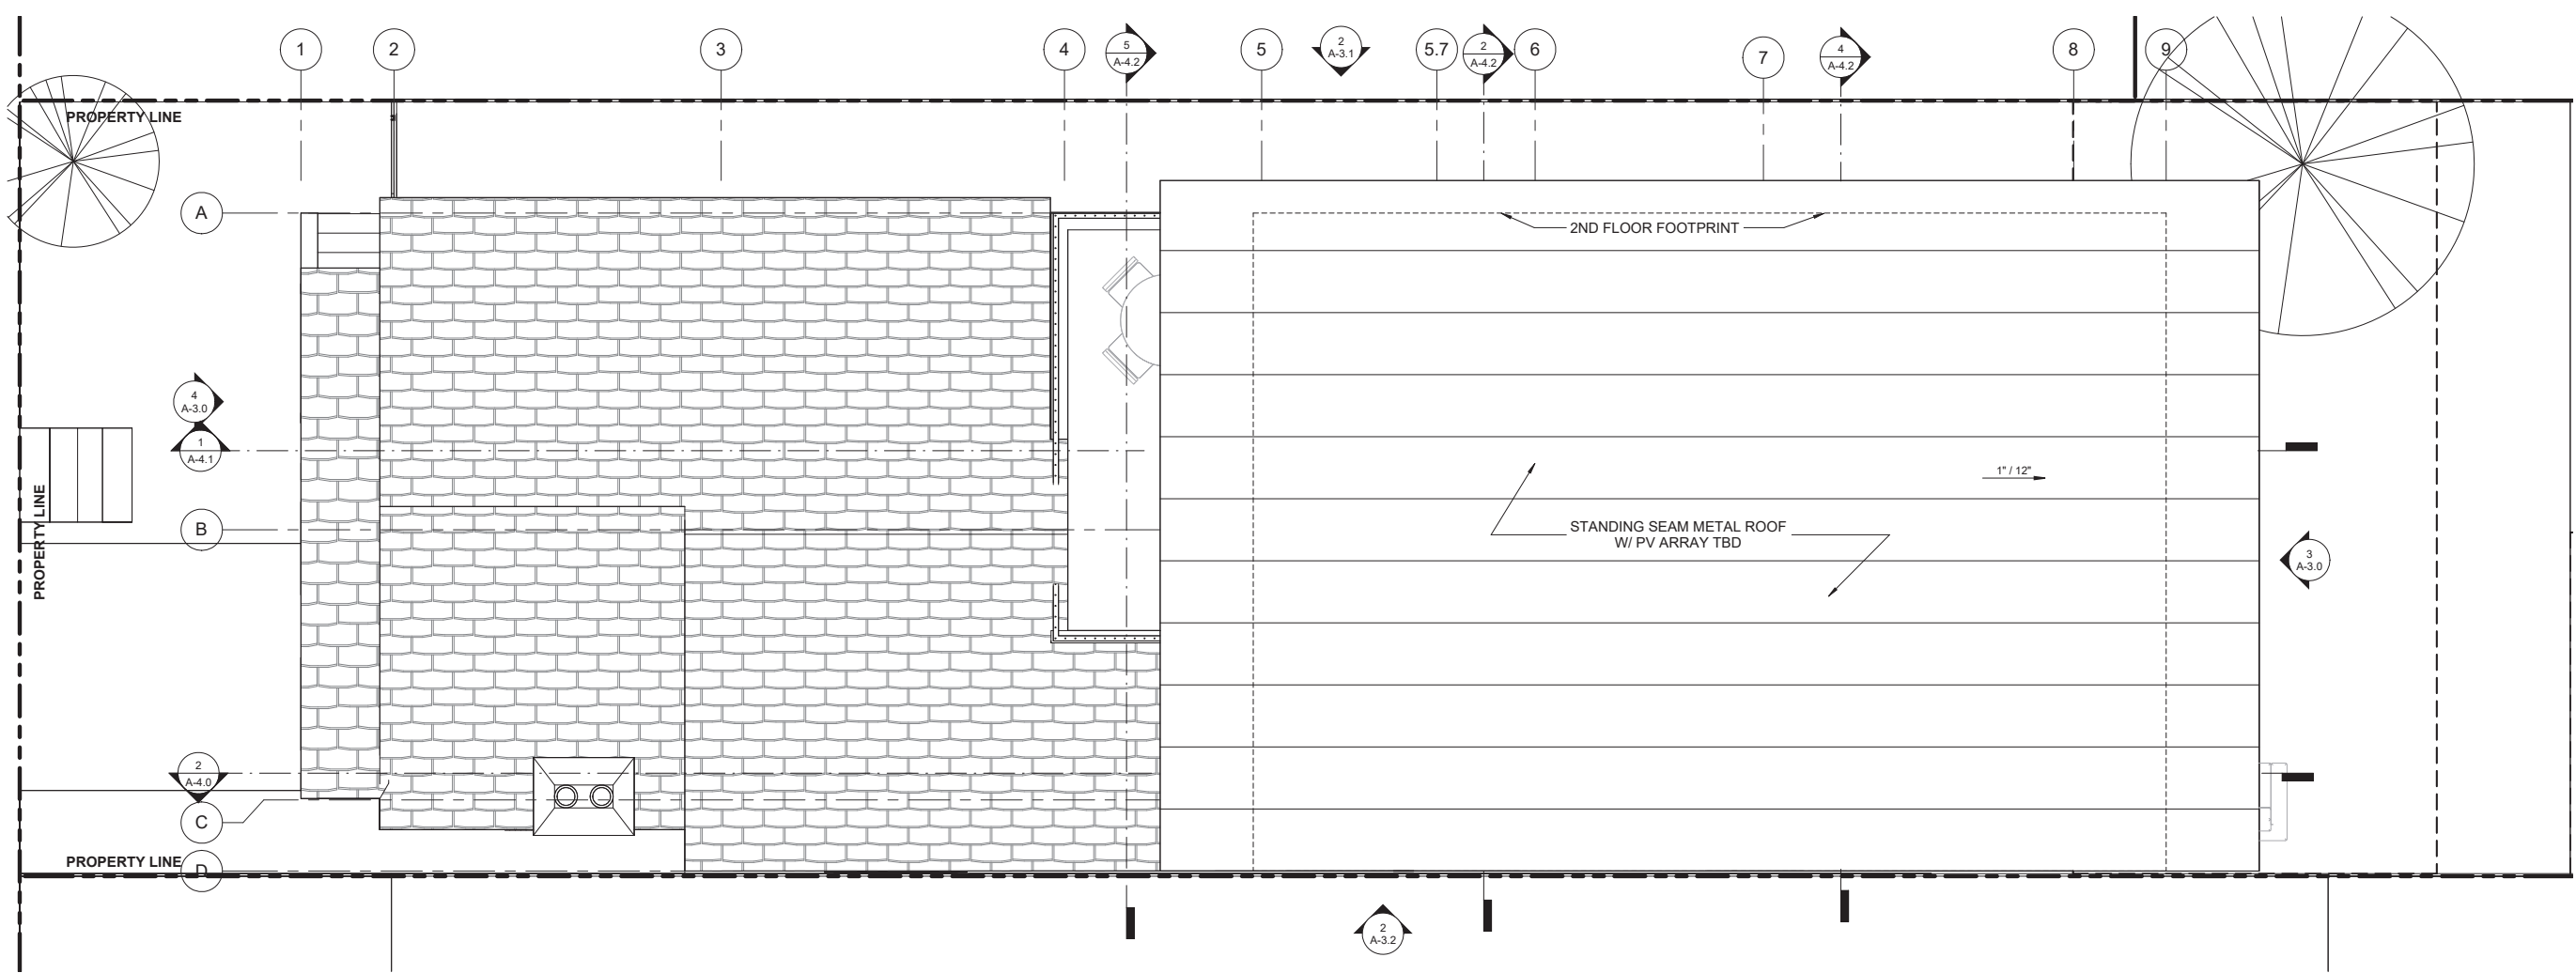 1
2
3
4
5
A-4.2
5
2
A-3.1
5.7
2
A-4.2
6
7
4
A-4.2
8
9
PROPERTY LINE
A
2ND FLOOR FOOTPRINT
4
A-3.0
1
A-4.1
1" / 12"
B
STANDING SEAM METAL ROOF
W/ PV ARRAY TBD
PROPERTY LINE
3
A-3.0
2
A-4.0
C
PROPERTY LINE
D
2
A-3.2